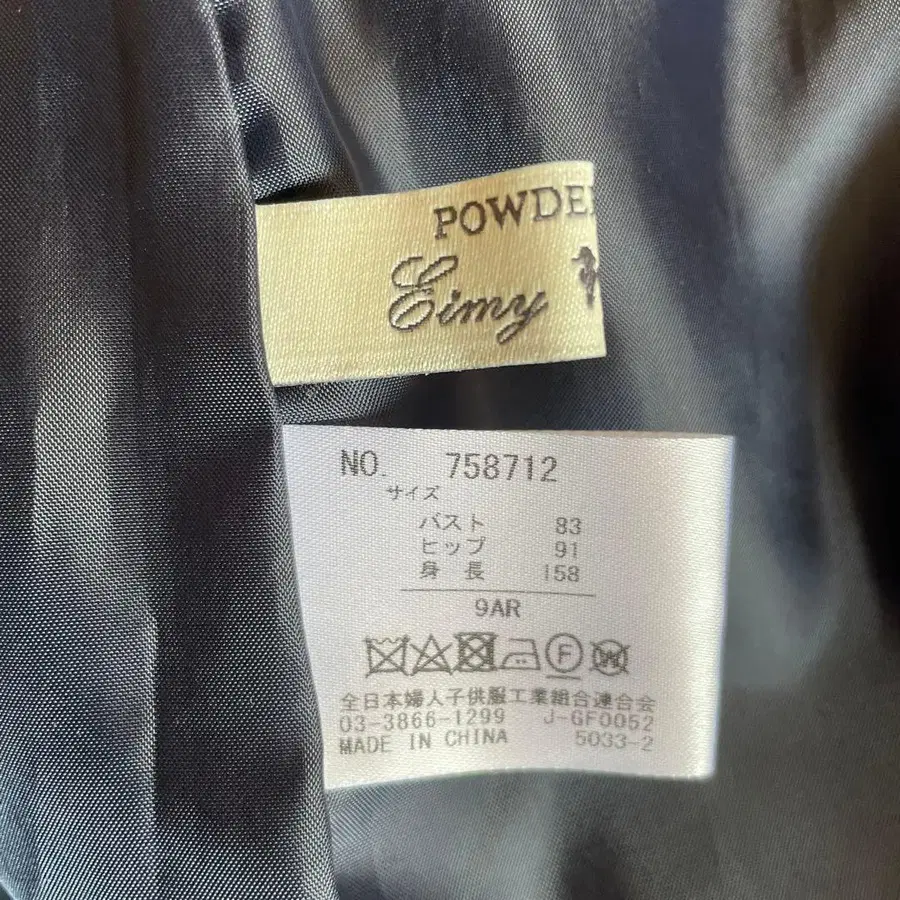 POWDE
Eimy
NO. 758712
サイズ
バスト 83
ヒップ 91
身長 158
9AR
F W
全日本婦人子供服工業組合連合会
03-3866-1299 J-GF0052
MADE IN CHINA 5033-2